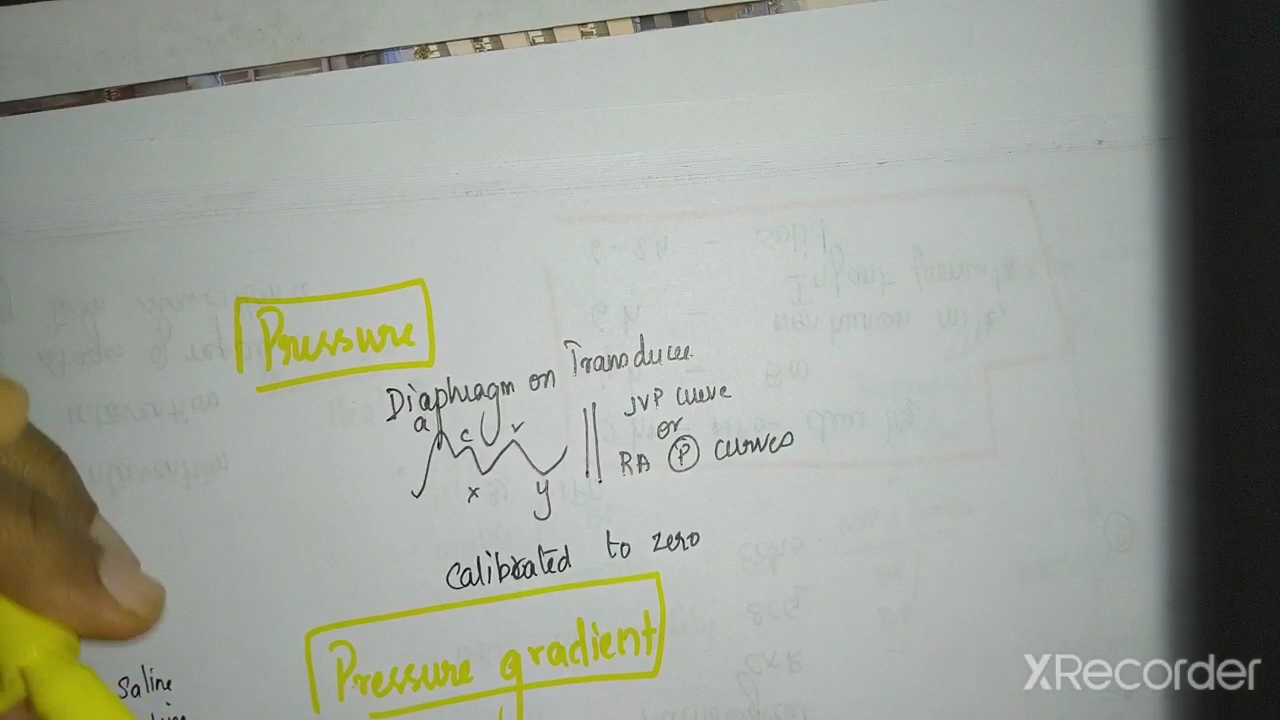 Pressure
Diaphragm on Transducer
a c v
x y
JVP curve
or
RA P curves
Calibrated to zero
Pressure gradient
Saline
XRecorder